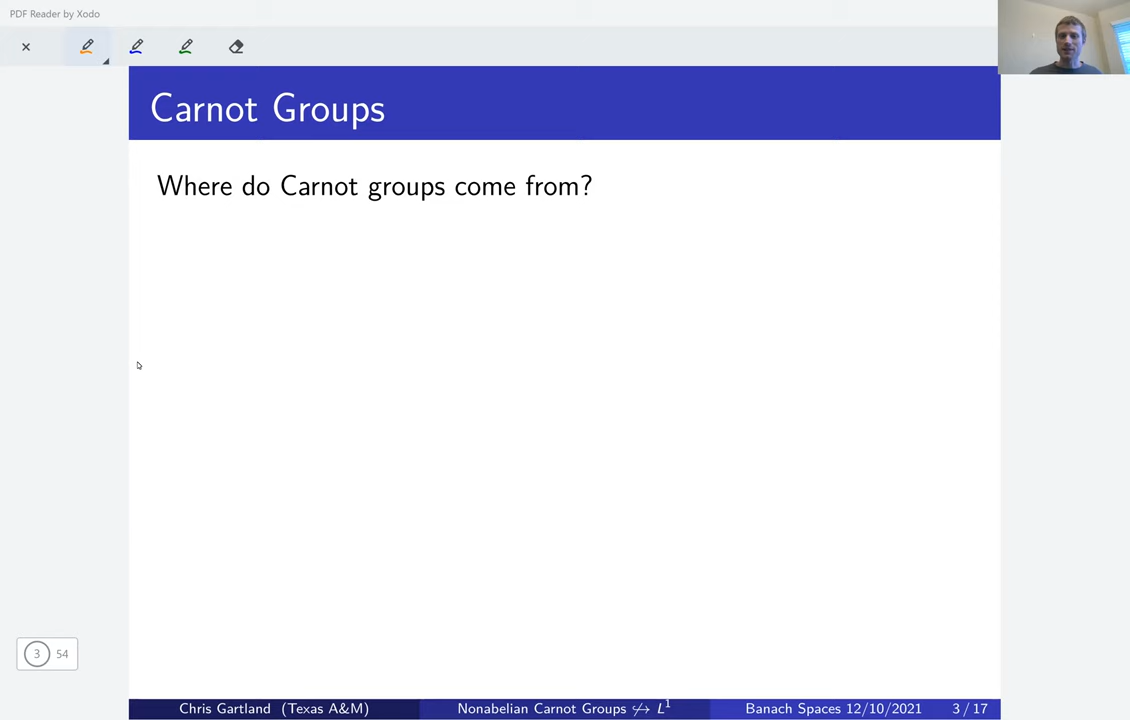 PDF Reader by Xodo
Carnot Groups
Where do Carnot groups come from?
3 54
Chris Gartland (Texas A&M) Nonabelian Carnot Groups ↪̸ L¹ Banach Spaces 12/10/2021 3 / 17